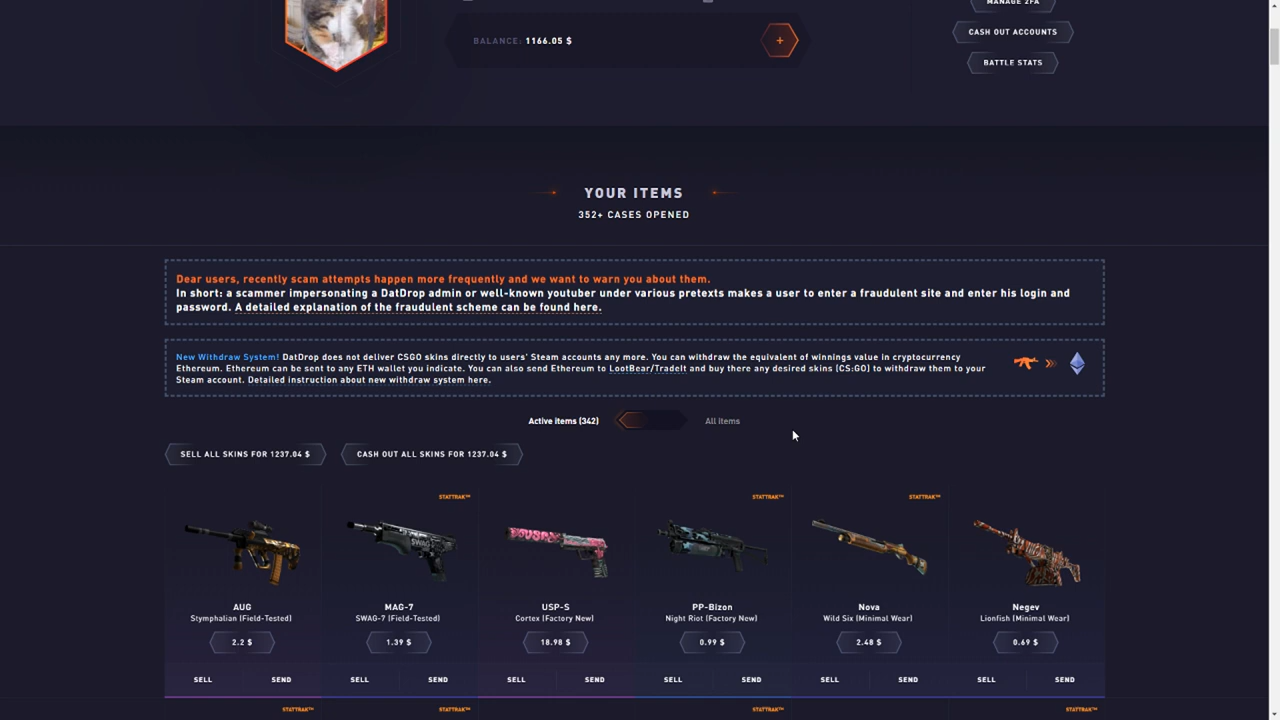 MANAGE 2FA
BALANCE: 1166.05 $
+
CASH OUT ACCOUNTS
BATTLE STATS
YOUR ITEMS
352+ CASES OPENED
Dear users, recently scam attempts happen more frequently and we want to warn you about them.
In short: a scammer impersonating a DatDrop admin or well-known youtuber under various pretexts makes a user to enter a fraudulent site and enter his login and
password. A detailed explanation of the fraudulent scheme can be found here.
New Withdraw System! DatDrop does not deliver CSGO skins directly to users' Steam accounts any more. You can withdraw the equivalent of winnings value in cryptocurrency
Ethereum. Ethereum can be sent to any ETH wallet you indicate. You can also send Ethereum to LootBear/TradeIt and buy there any desired skins (CS:GO) to withdraw them to your
Steam account. Detailed instruction about new withdraw system here.
Active items (342) All items
SELL ALL SKINS FOR 1237.04 $ CASH OUT ALL SKINS FOR 1237.04 $
STATTRAK™ STATTRAK™ STATTRAK™
SWAG
AUG MAG-7 USP-S PP-Bizon Nova Negev
Stymphalian (Field-Tested) SWAG-7 (Field-Tested) Cortex (Factory New) Night Riot (Factory New) Wild Six (Minimal Wear) Lionfish (Minimal Wear)
2.2 $ 1.39 $ 18.98 $ 0.99 $ 2.48 $ 0.69 $
SELL SEND SELL SEND SELL SEND SELL SEND SELL SEND SELL SEND
STATTRAK™ STATTRAK™ STATTRAK™ STATTRAK™